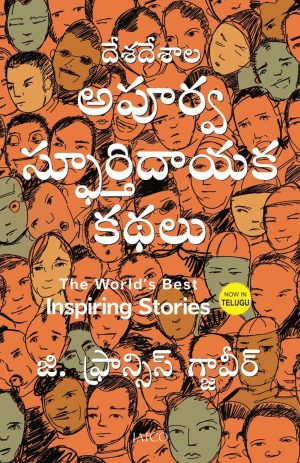 దేశదేశాల
అపూర్వ
స్ఫూర్తిదాయక
కథలు
The World's Best
Inspiring Stories
NOW IN
TELUGU
జి. ఫ్రాన్సిస్ గ్జావీర్
JAICO